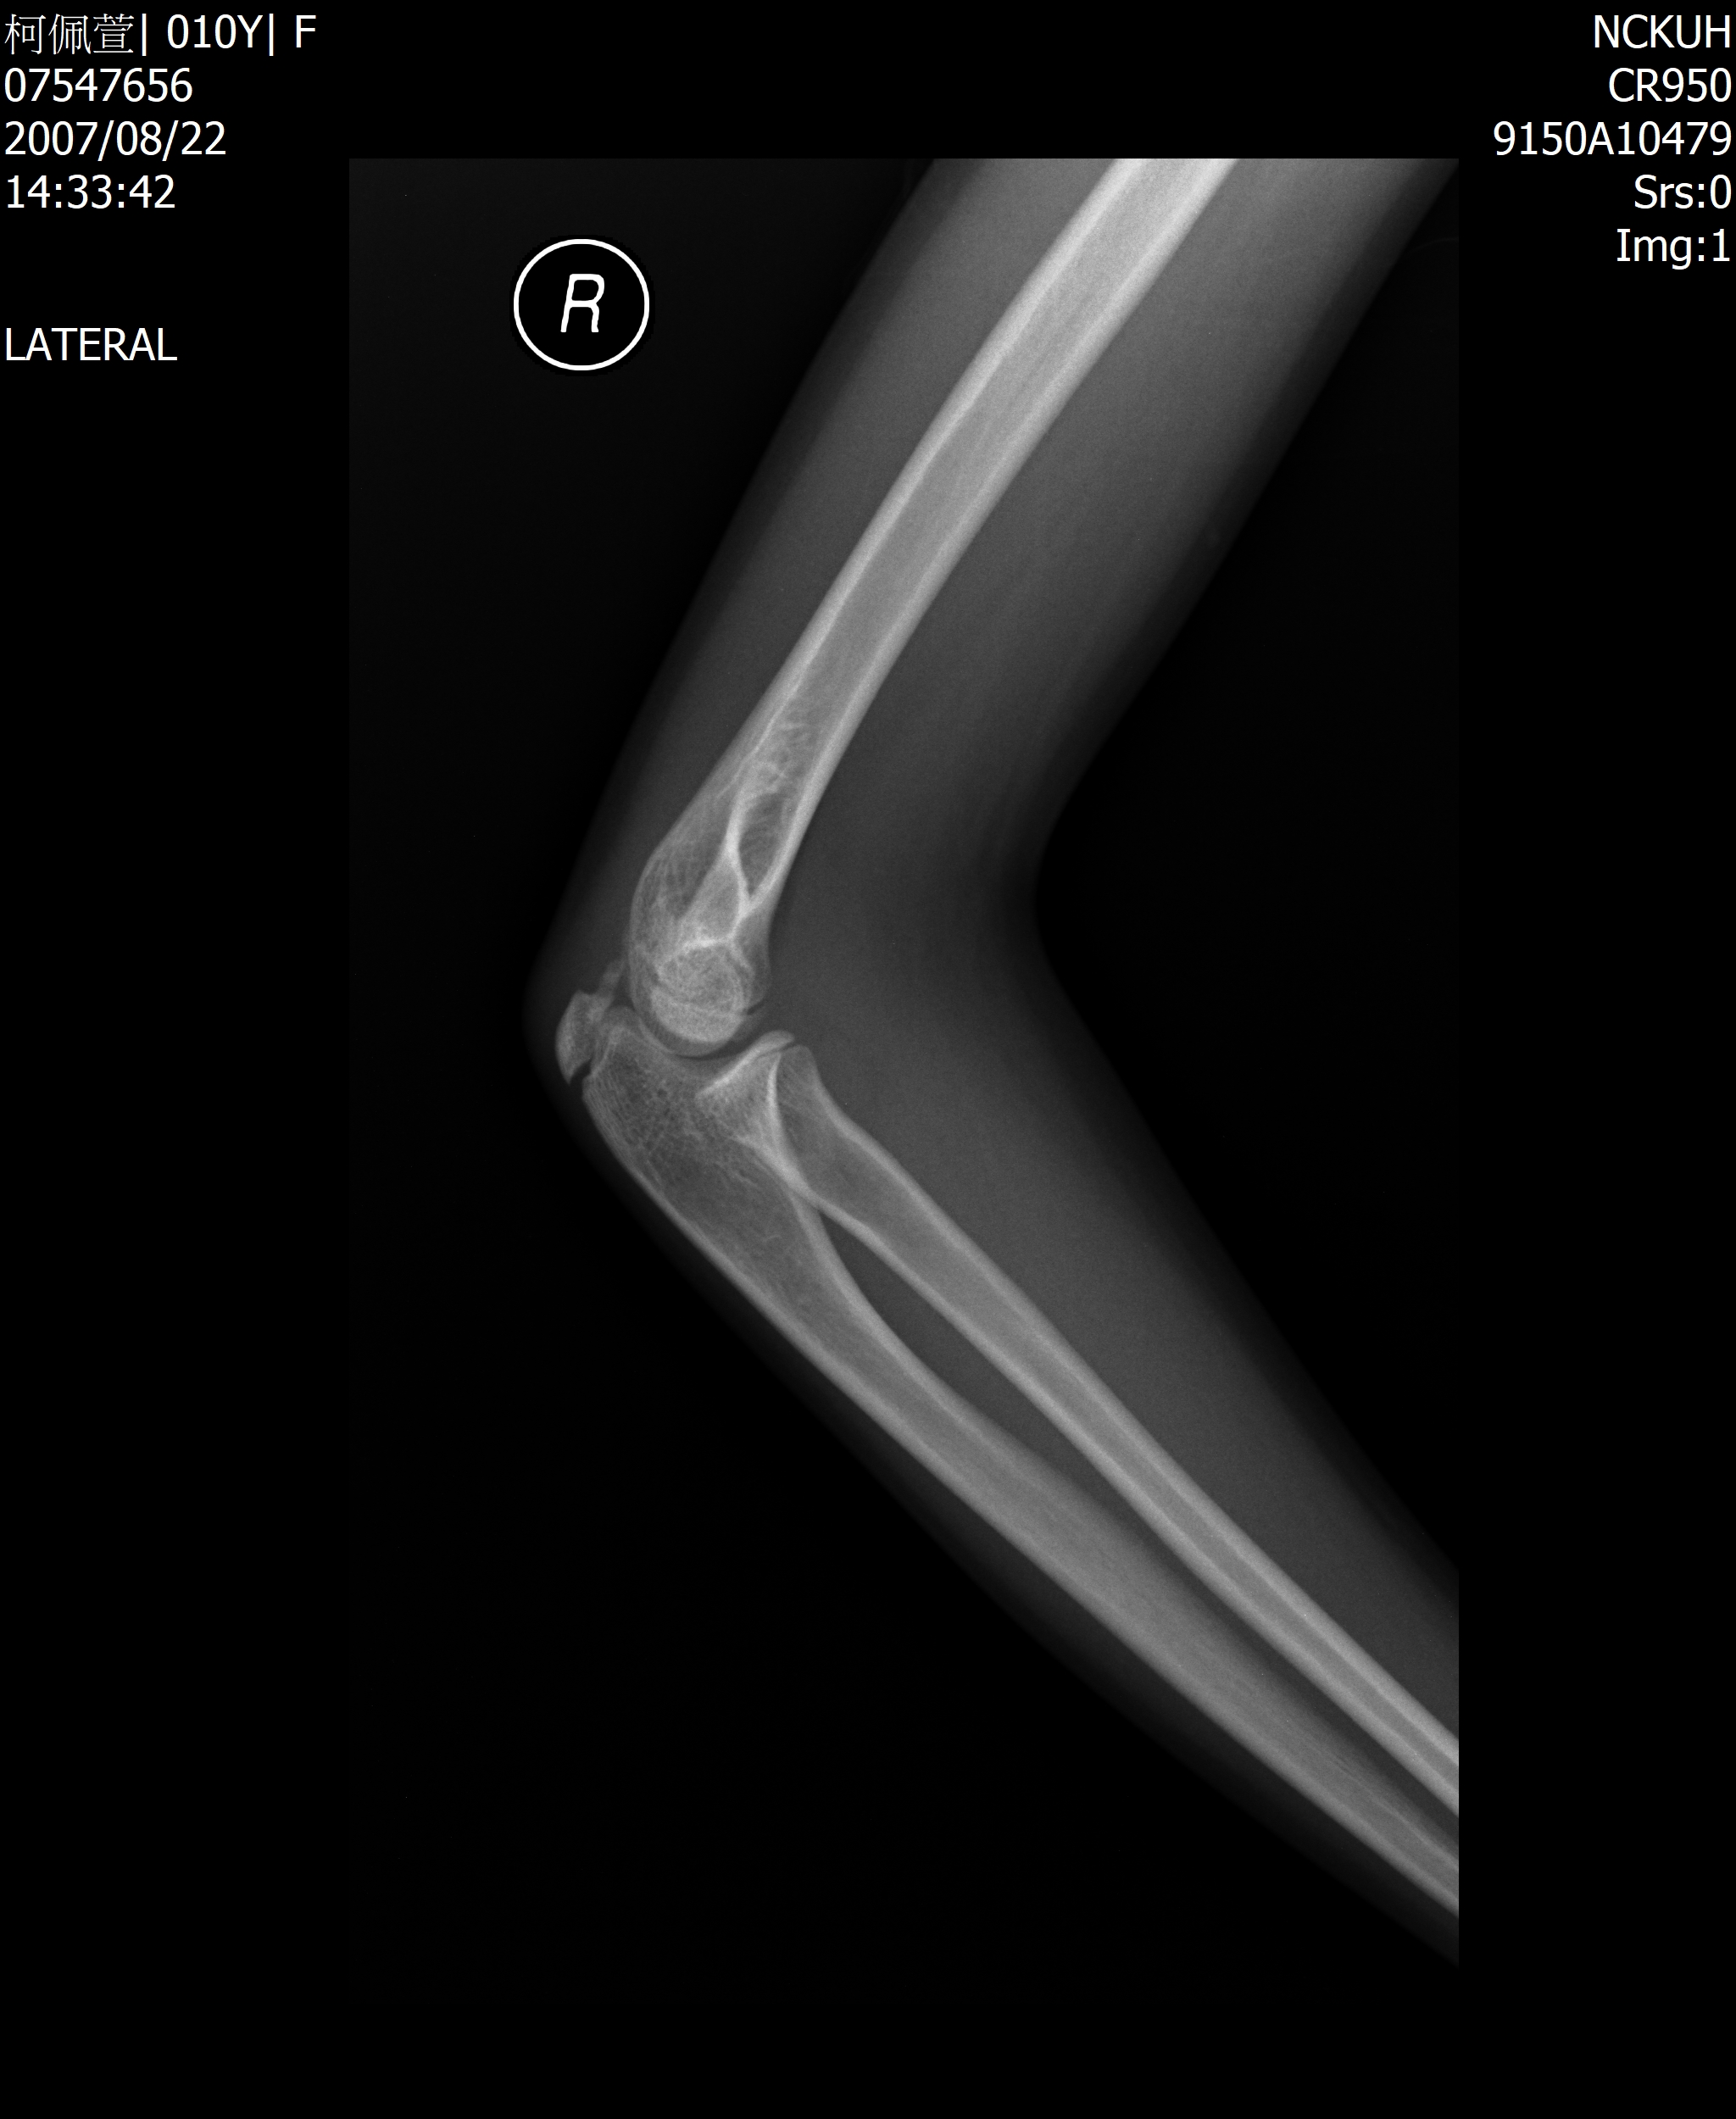 柯佩萱| 010Y| F
07547656
2007/08/22
14:33:42
LATERAL
NCKUH
CR950
9150A10479
Srs:0
Img:1
R